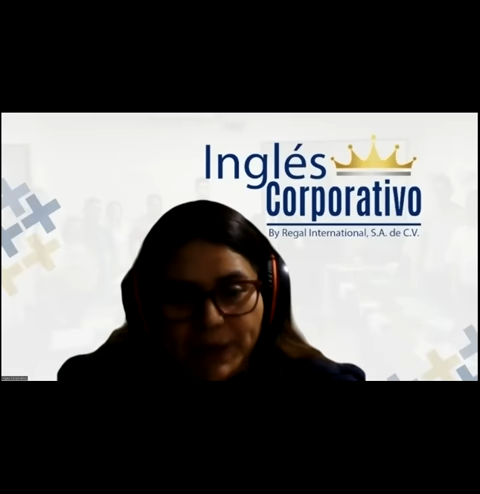 Inglés
Corporativo
By Regal International, S.A. de C.V.